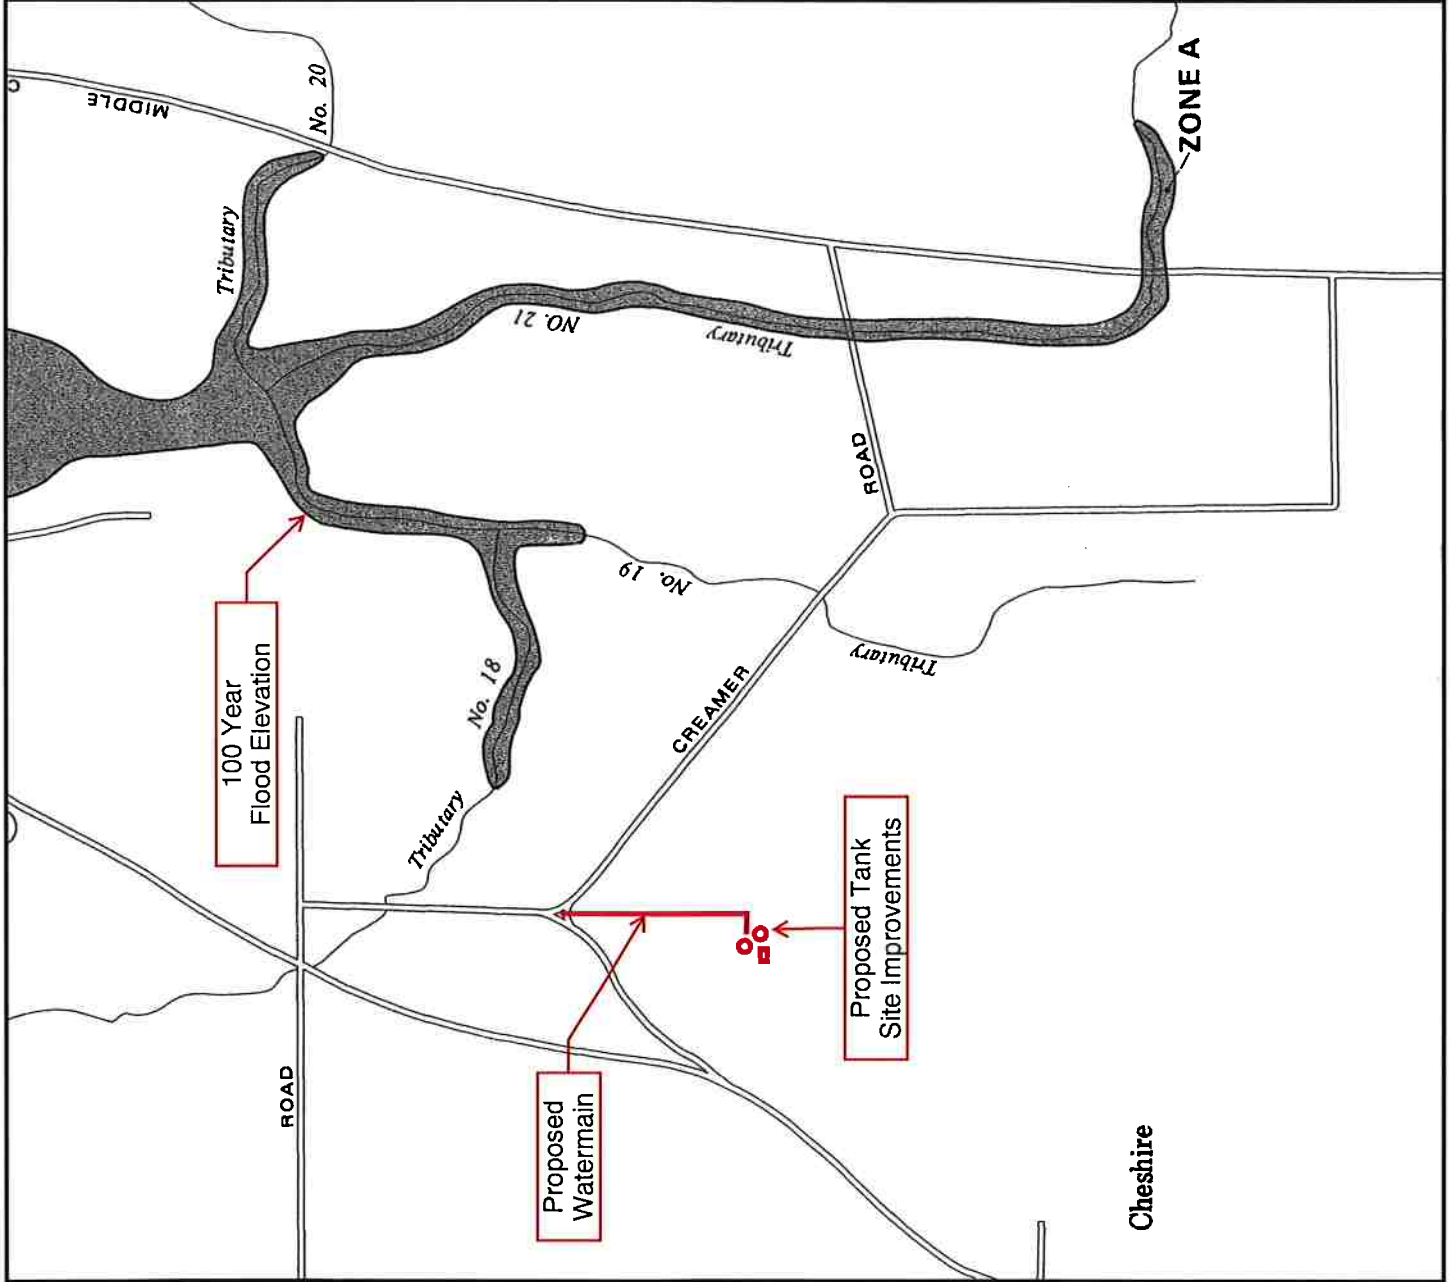 MIDDLE
No. 20
Tributary
ZONE A
NO. 21
Tributary
ROAD
100 Year
Flood Elevation
No. 19
Tributary
No. 18
Tributary
CREAMER
Proposed Tank
Site Improvements
ROAD
Proposed
Watermain
Cheshire